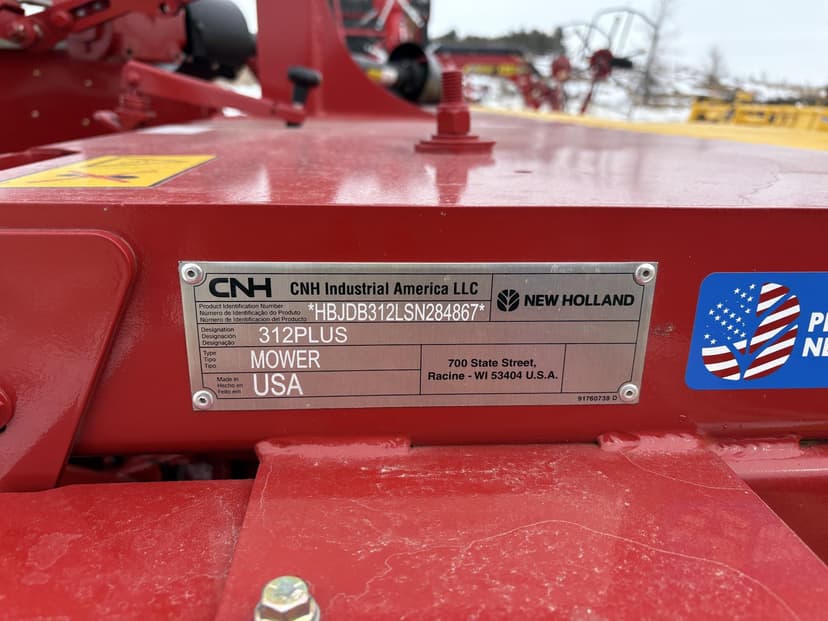 CNH CNH Industrial America LLC
Product Identification Number
Número de Identificação do Produto
Número de Identificacion del Producto
*HBJDB312LSN284867*
NEW HOLLAND
Designation
Designación
Designação
312PLUS
Type
Tipo
Tipo
MOWER
Made in
Hecho en
Feito em
USA
700 State Street,
Racine - WI 53404 U.S.A.
91760738 D